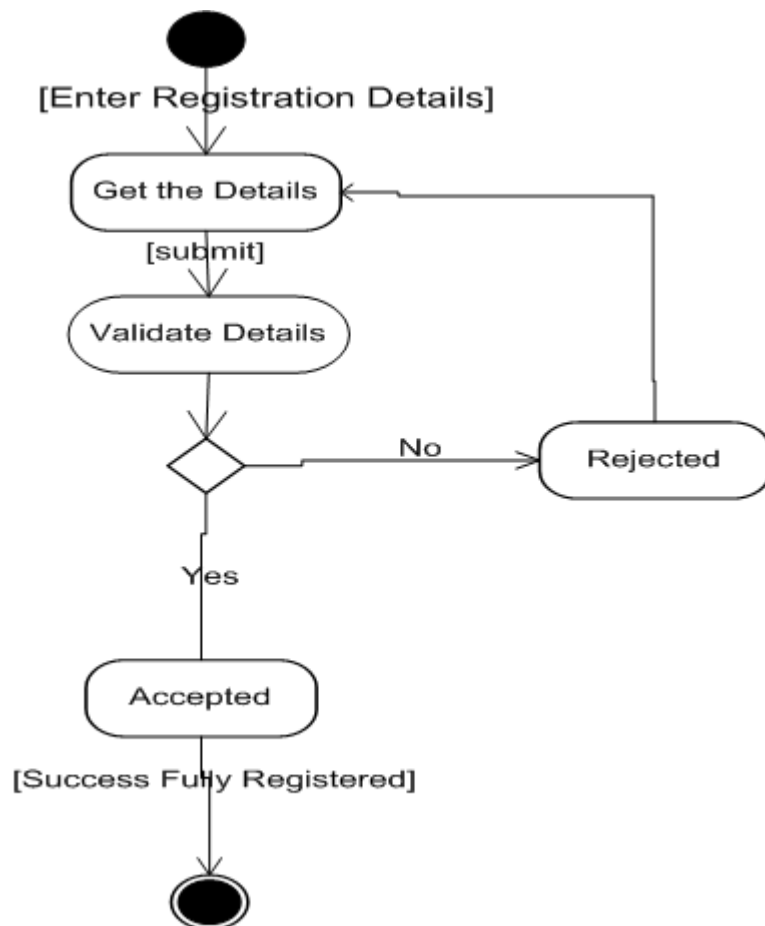 [Enter Registration Details]
Get the Details
[submit]
Validate Details
No
Rejected
Yes
Accepted
[Success Fully Registered]